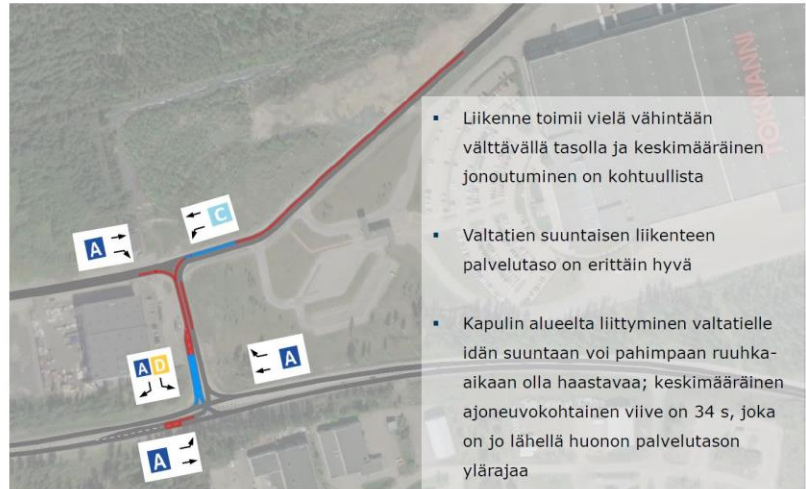 TOKMANNI
C
A
A D
A
A
▪ Liikenne toimii vielä vähintään
välttävällä tasolla ja keskimääräinen
jonoutuminen on kohtuullista
▪ Valtatien suuntaisen liikenteen
palvelutaso on erittäin hyvä
▪ Kapulin alueelta liittyminen valtatielle
idän suuntaan voi pahimpaan ruuhka-
aikaan olla haastavaa; keskimääräinen
ajoneuvokohtainen viive on 34 s, joka
on jo lähellä huonon palvelutason
ylärajaa